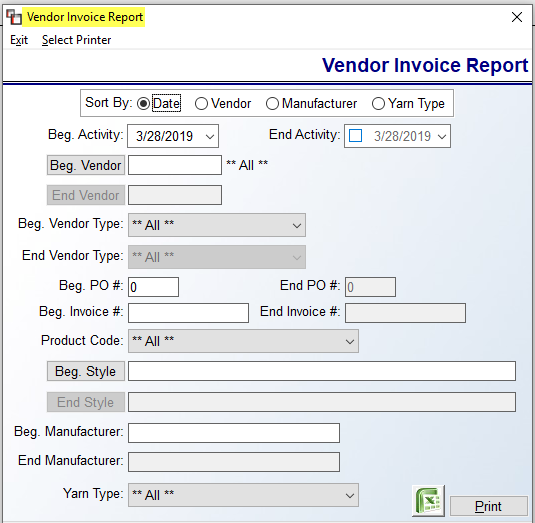 Vendor Invoice Report
Exit Select Printer
Vendor Invoice Report
Sort By: Date Vendor Manufacturer Yarn Type
Beg. Activity: 3/28/2019 End Activity: 3/28/2019
Beg. Vendor ** All **
End Vendor
Beg. Vendor Type: ** All **
End Vendor Type: ** All **
Beg. PO #: 0 End PO #: 0
Beg. Invoice #: End Invoice #:
Product Code: ** All **
Beg. Style
End Style
Beg. Manufacturer:
End Manufacturer:
Yarn Type: ** All **
Print